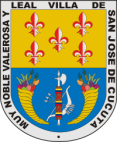 MUY NOBLE VALEROSA Y LEAL VILLA DE SAN JOSE DE CUCUTA